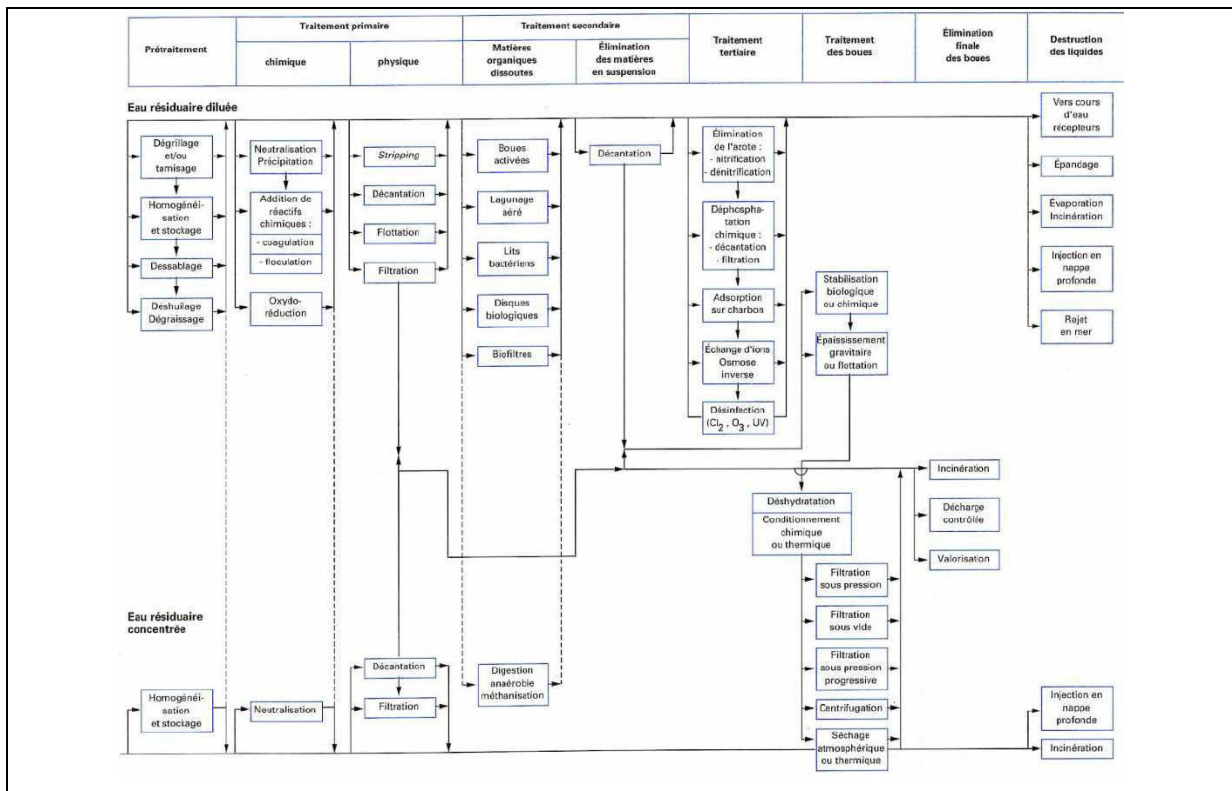 Prétraitement
Traitement primaire
chimique
physique
Traitement secondaire
Matières
organiques
dissoutes
Élimination
des matières
en suspension
Traitement
tertiaire
Traitement
des boues
Élimination
finale
des boues
Destruction
des liquides
Eau résiduaire diluée
Dégrillage
et/ou
tamisage
Homogénéi-
sation
et stockage
Dessablage
Déshuilage
Dégraissage
Neutralisation
Précipitation
Addition de
réactifs
chimiques :
- coagulation
- floculation
Oxydo-
réduction
Stripping
Décantation
Flottation
Filtration
Boues
activées
Lagunage
aéré
Lits
bactériens
Disques
biologiques
Biofiltres
Décantation
Élimination
de l'azote :
- nitrification
- dénitrification
Déphospha-
tation
chimique :
- décantation
- filtration
Adsorption
sur charbon
Échange d'ions
Osmose
inverse
Désinfection
(Cl2 , O3 , UV)
Stabilisation
biologique
ou chimique
Épaississement
gravitaire
ou flottation
Vers cours
d'eau
récepteurs
Épandage
Évaporation
Incinération
Injection en
nappe
profonde
Rejet
en mer
Déshydratation
Conditionnement
chimique
ou thermique
Filtration
sous pression
Filtration
sous vide
Filtration
sous pression
progressive
Centrifugation
Séchage
atmosphérique
ou thermique
Incinération
Décharge
contrôlée
Valorisation
Eau résiduaire
concentrée
Homogénéi-
sation
et stockage
Neutralisation
Décantation
Filtration
Digestion
anaérobie
méthanisation
Injection en
nappe
profonde
Incinération